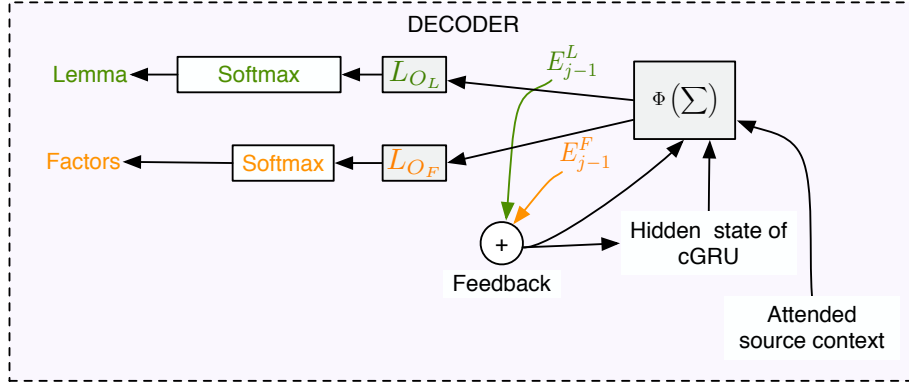 DECODER
Lemma
Softmax
L_{O_L}
E^L_{j-1}
Φ(∑)
Factors
Softmax
L_{O_F}
E^F_{j-1}
+
Feedback
Hidden state of
cGRU
Attended
source context